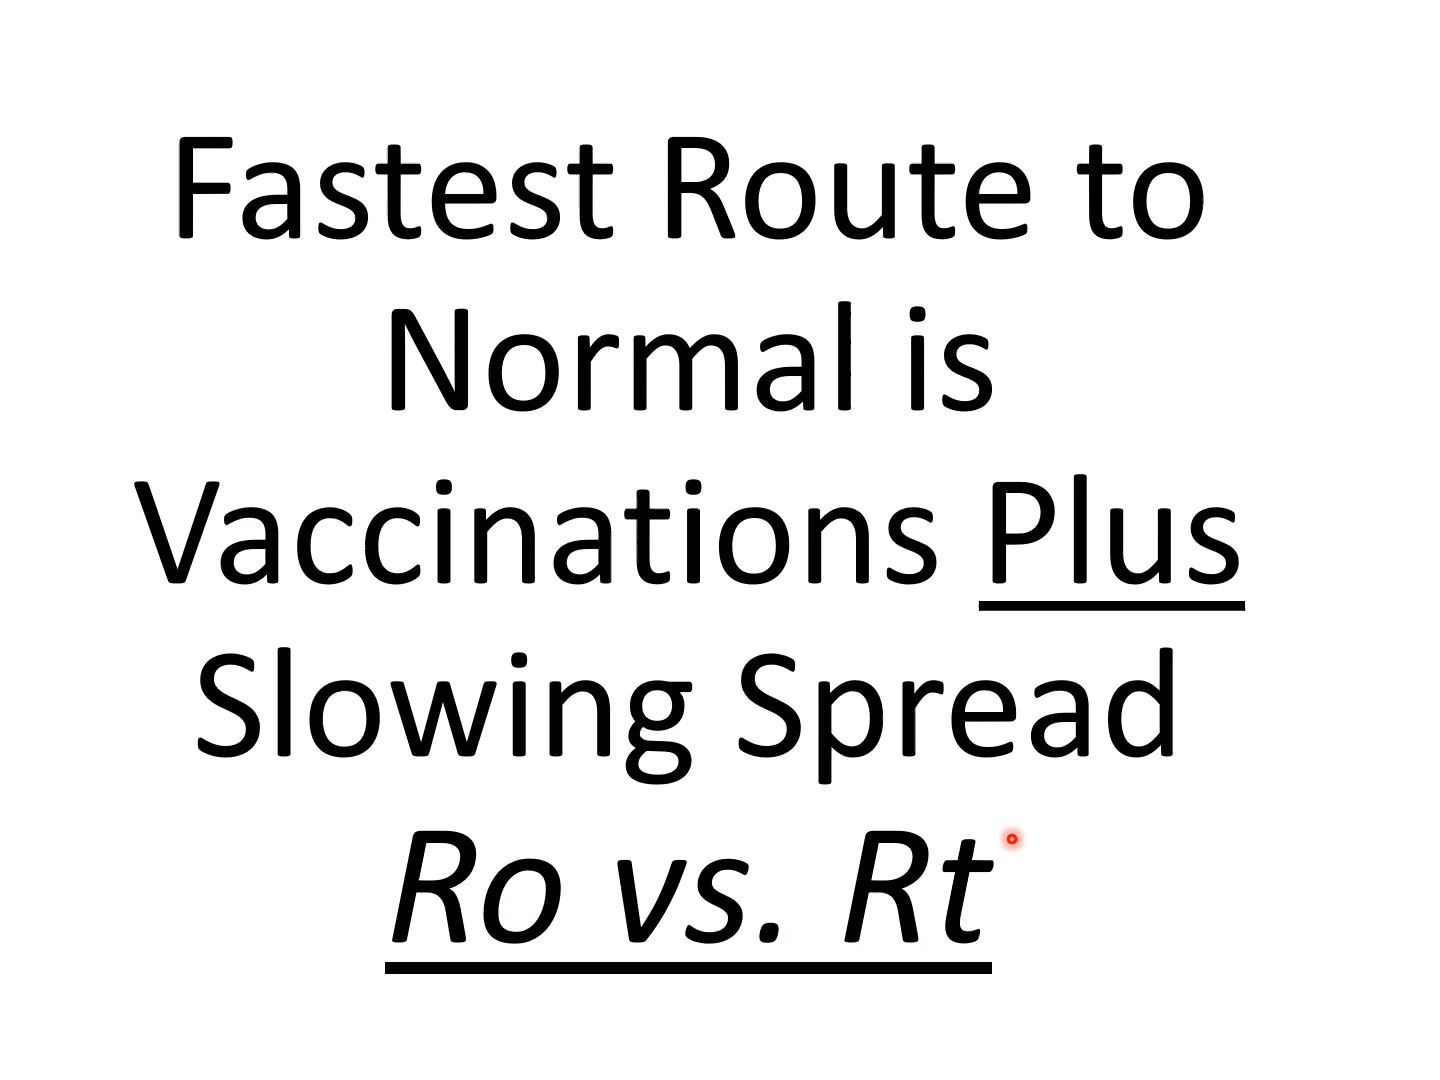 Fastest Route to
Normal is
Vaccinations Plus
Slowing Spread
Ro vs. Rt